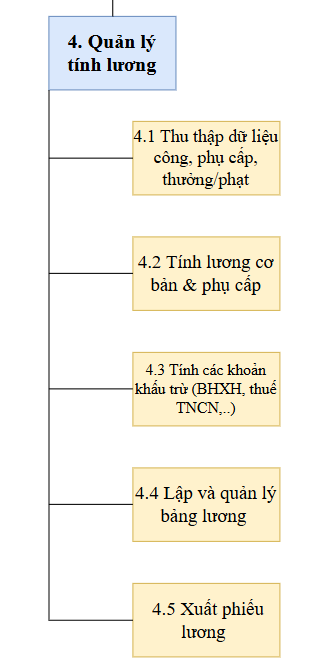 4. Quản lý
tính lương
4.1 Thu thập dữ liệu
công, phụ cấp,
thưởng/phạt
4.2 Tính lương cơ
bản & phụ cấp
4.3 Tính các khoản
khấu trừ (BHXH, thuế
TNCN,..)
4.4 Lập và quản lý
bảng lương
4.5 Xuất phiếu
lương